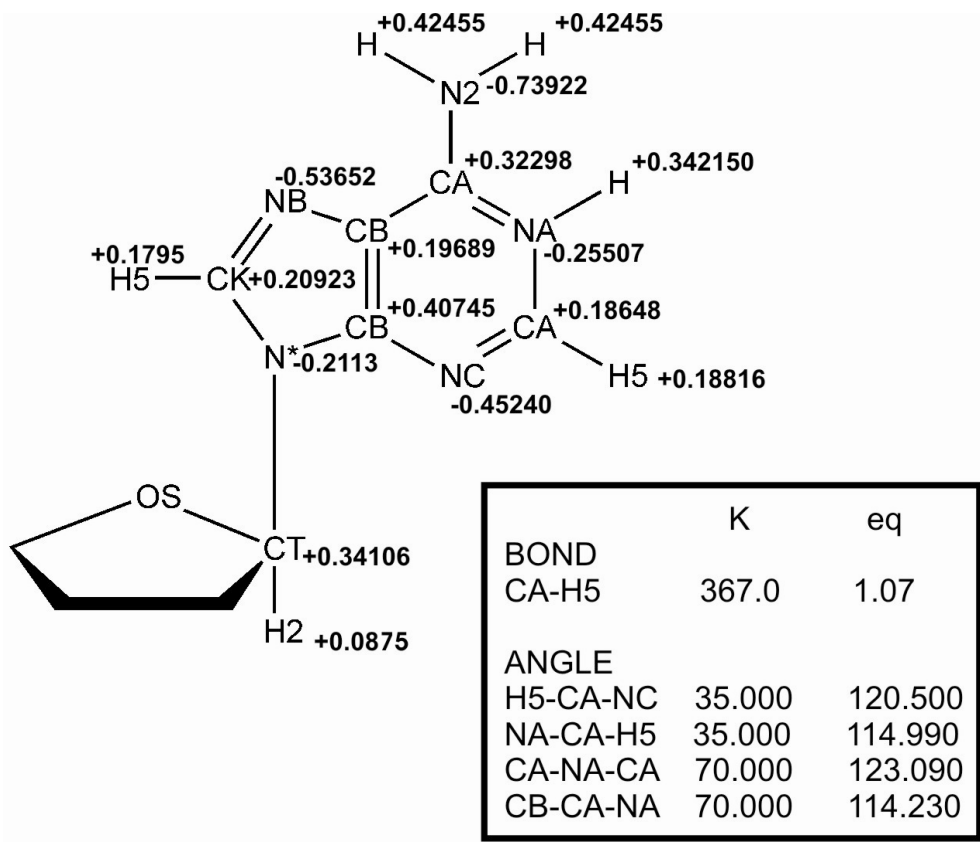 +0.42455 +0.42455
H H
N2 -0.73922
+0.32298 H +0.342150
-0.53652 CA
NB
CB NA
+0.1795 +0.19689 -0.25507
H5 CK +0.20923
+0.40745 +0.18648
CB CA
N* -0.2113 NC H5 +0.18816
-0.45240
OS
CT +0.34106
H2 +0.0875
K eq
BOND
CA-H5 367.0 1.07
ANGLE
H5-CA-NC 35.000 120.500
NA-CA-H5 35.000 114.990
CA-NA-CA 70.000 123.090
CB-CA-NA 70.000 114.230